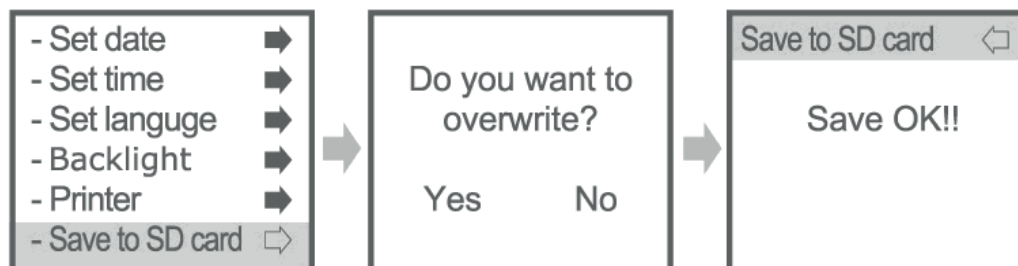 - Set date
- Set time
- Set languge
- Backlight
- Printer
- Save to SD card
Do you want to
overwrite?
Yes No
Save to SD card
Save OK!!